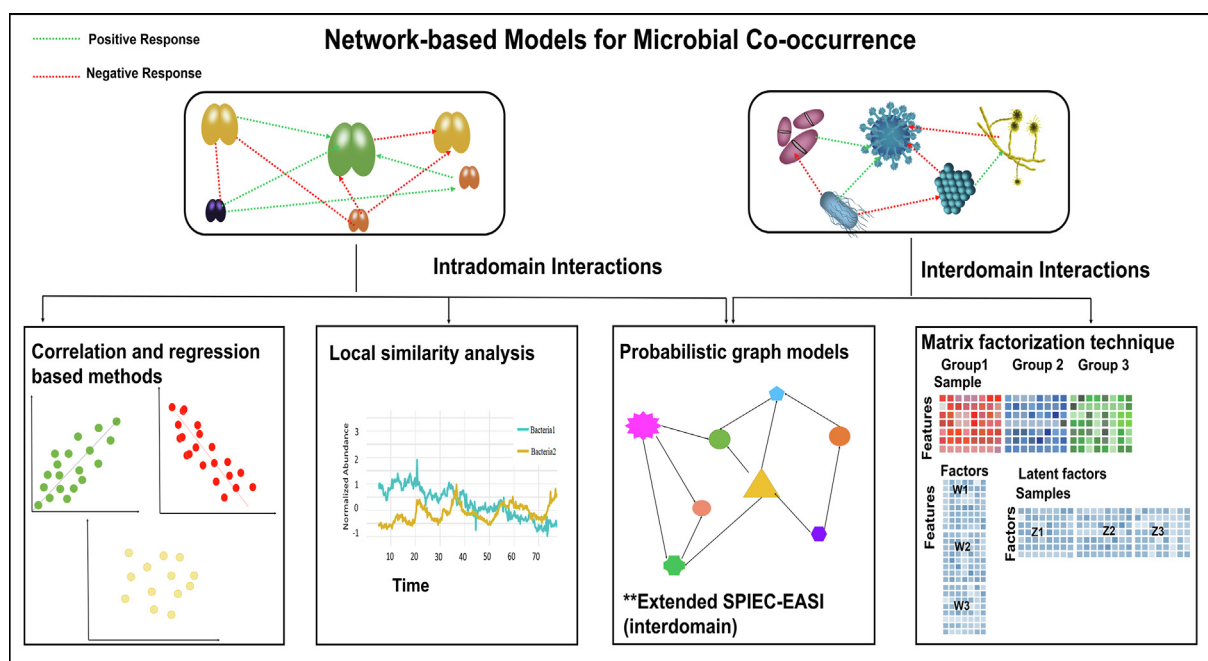 Network-based Models for Microbial Co-occurrence
Positive Response
Negative Response
Intradomain Interactions
Interdomain Interactions
Correlation and regression
based methods
Local similarity analysis
Normalized Abundance
3
2
1
0
-1
Bacteria1
Bacteria2
10 20 30 40 50 60 70
Time
Probabilistic graph models
**Extended SPIEC-EASI
(interdomain)
Matrix factorization technique
Group1 Group 2 Group 3
Sample
Features
Factors
Features
W1
W2
W3
Latent factors
Samples
Factors
Z1 Z2 Z3